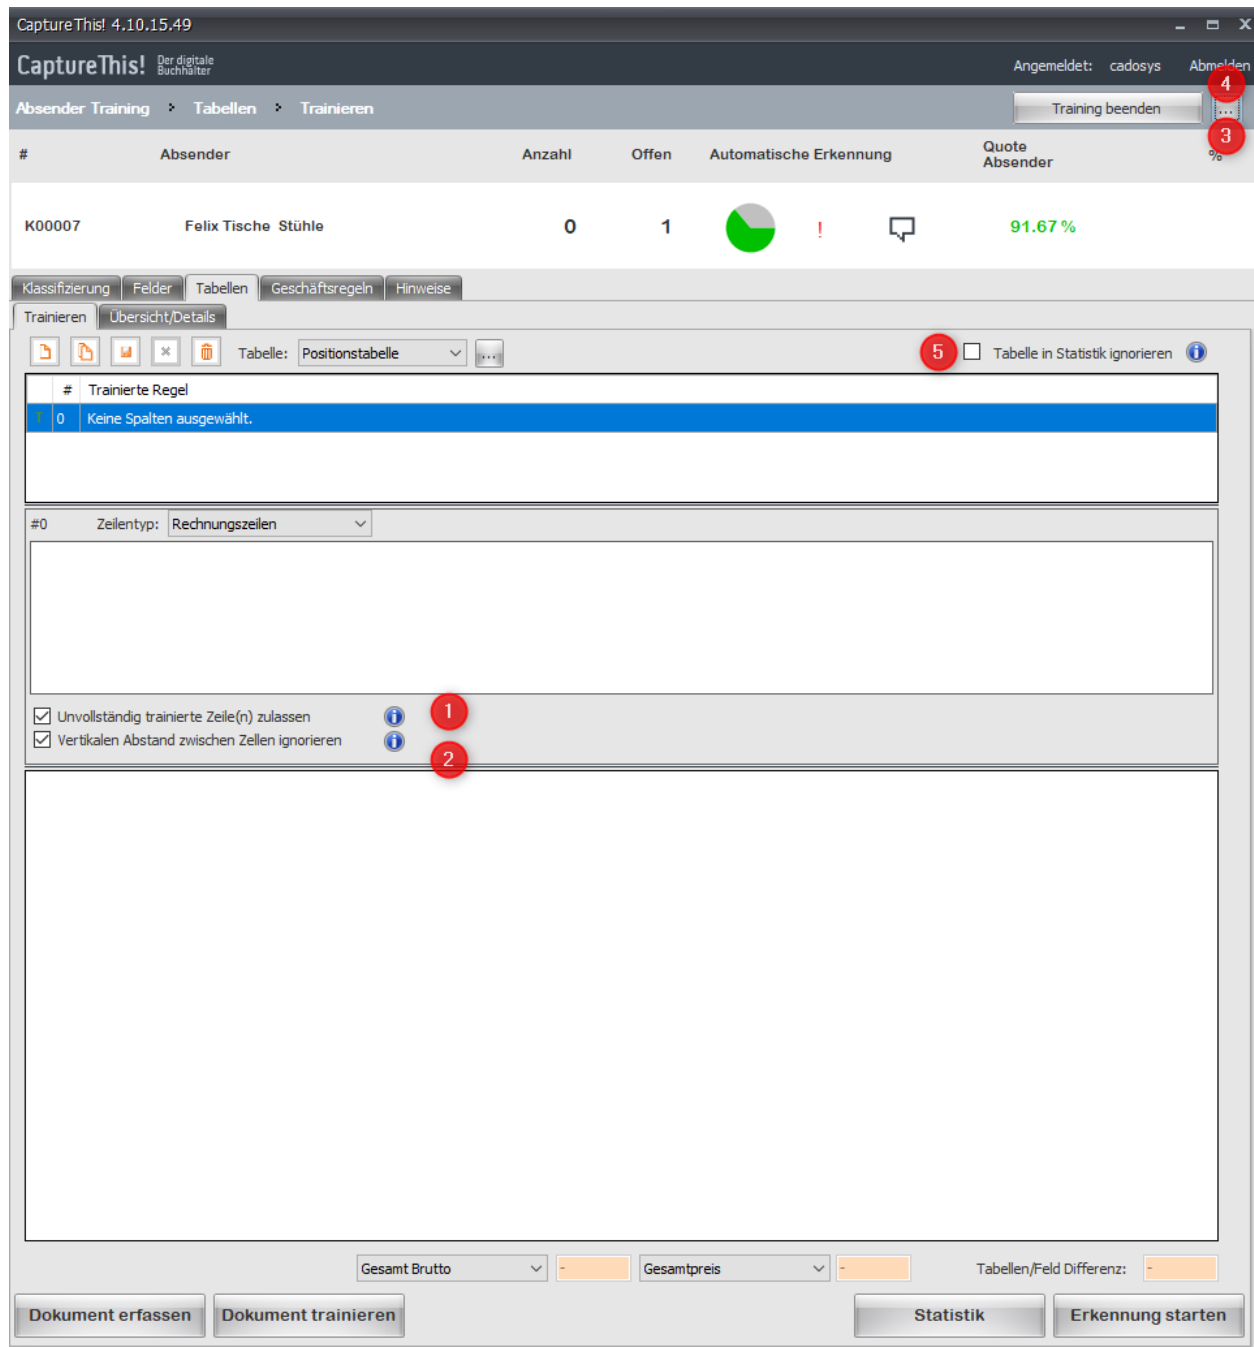 CaptureThis! 4.10.15.49
CaptureThis! Der digitale Buchhalter
Angemeldet: cadosys Abmelden
4
Absender Training Tabellen Trainieren
Training beenden ...
3
# Absender Anzahl Offen Automatische Erkennung Quote Absender %
K00007 Felix Tische Stühle 0 1 ! 91.67 %
Klassifizierung Felder Tabellen Geschäftsregeln Hinweise
Trainieren Übersicht/Details
Tabelle: Positionstabelle ... 5 Tabelle in Statistik ignorieren
# Trainierte Regel
T 0 Keine Spalten ausgewählt.
#0 Zeilentyp: Rechnungszeilen
Unvollständig trainierte Zeile(n) zulassen 1
Vertikalen Abstand zwischen Zellen ignorieren
2
Gesamt Brutto - Gesamtpreis - Tabellen/Feld Differenz: -
Dokument erfassen Dokument trainieren Statistik Erkennung starten